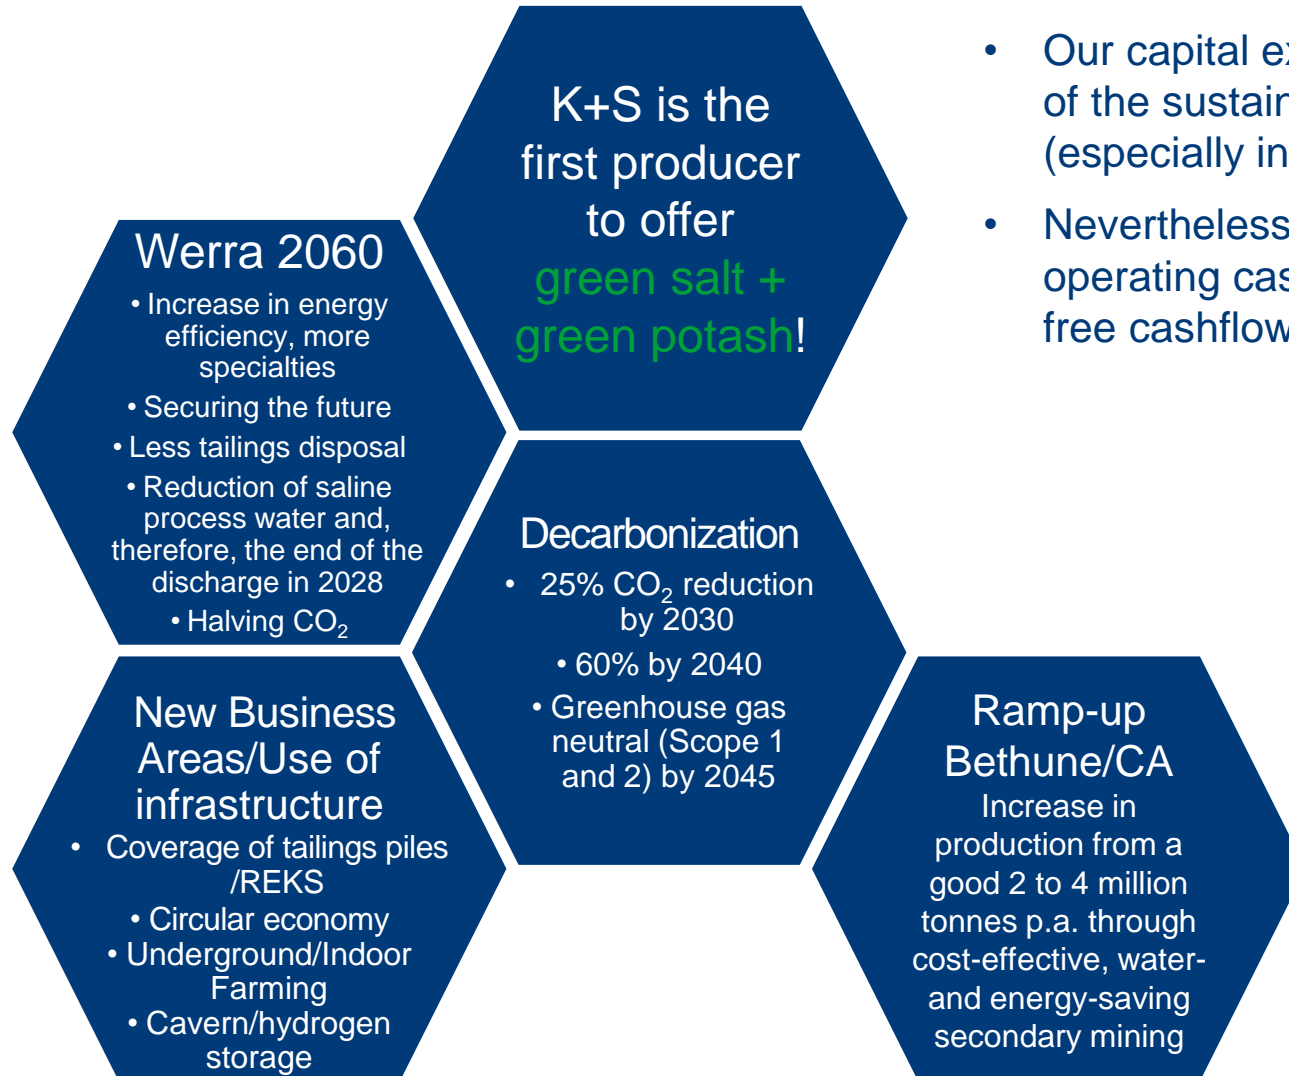 K+S is the
first producer
to offer
green salt +
green potash!
• Our capital
of the
(especially in
• Nevertheless
operating
free cashflow
Werra 2060
• Increase in energy
efficiency, more
specialties
• Securing the future
• Less tailings disposal
• Reduction of saline
process water and,
therefore, the end of the
discharge in 2028
• Halving CO₂
Decarbonization
• 25% CO₂ reduction
by 2030
• 60% by 2040
• Greenhouse gas
neutral (Scope 1
and 2) by 2045
New Business
Areas/Use of
infrastructure
• Coverage of tailings piles
/REKS
• Circular economy
• Underground/Indoor
Farming
• Cavern/hydrogen
storage
Ramp-up
Bethune/CA
Increase in
production from a
good 2 to 4 million
tonnes p.a. through
cost-effective, water-
and energy-saving
secondary mining